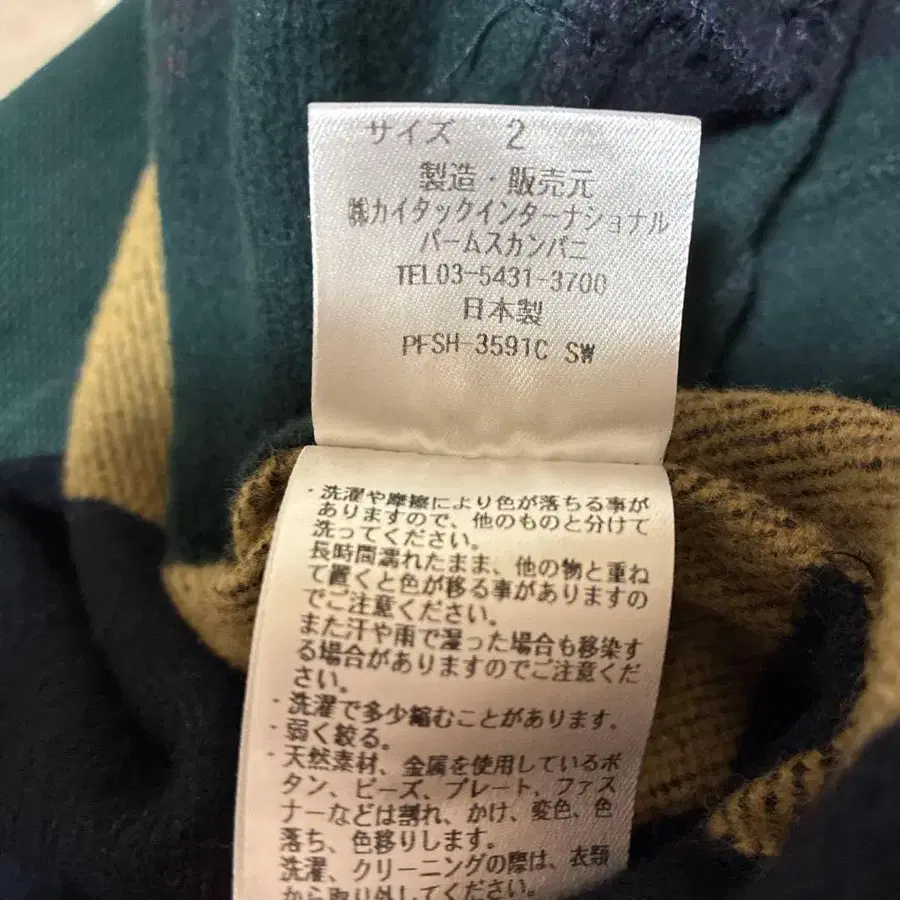 サイズ 2
製造・販売元
㈱カイタックインターナショナル
パームスカンパニ
TEL03-5431-3700
日本製
PFSH-3591C SW
・洗濯や摩擦により色が落ちる事が
ありますので、他のものと分けて
洗ってください。
長時間濡れたまま、他の物と重ね
て置くと色が移る事がありますの
でご注意ください。
また汗や雨で湿った場合も移染す
る場合がありますのでご注意くだ
さい。
・洗濯で多少縮むことがあります。
・弱く絞る。
・天然素材、金属を使用しているボ
タン、ビーズ、プレート、ファス
ナーなどは割れ、かけ、変色、色
落ち、色移りします。
洗濯、クリーニングの際は、衣類
から取り外してください。